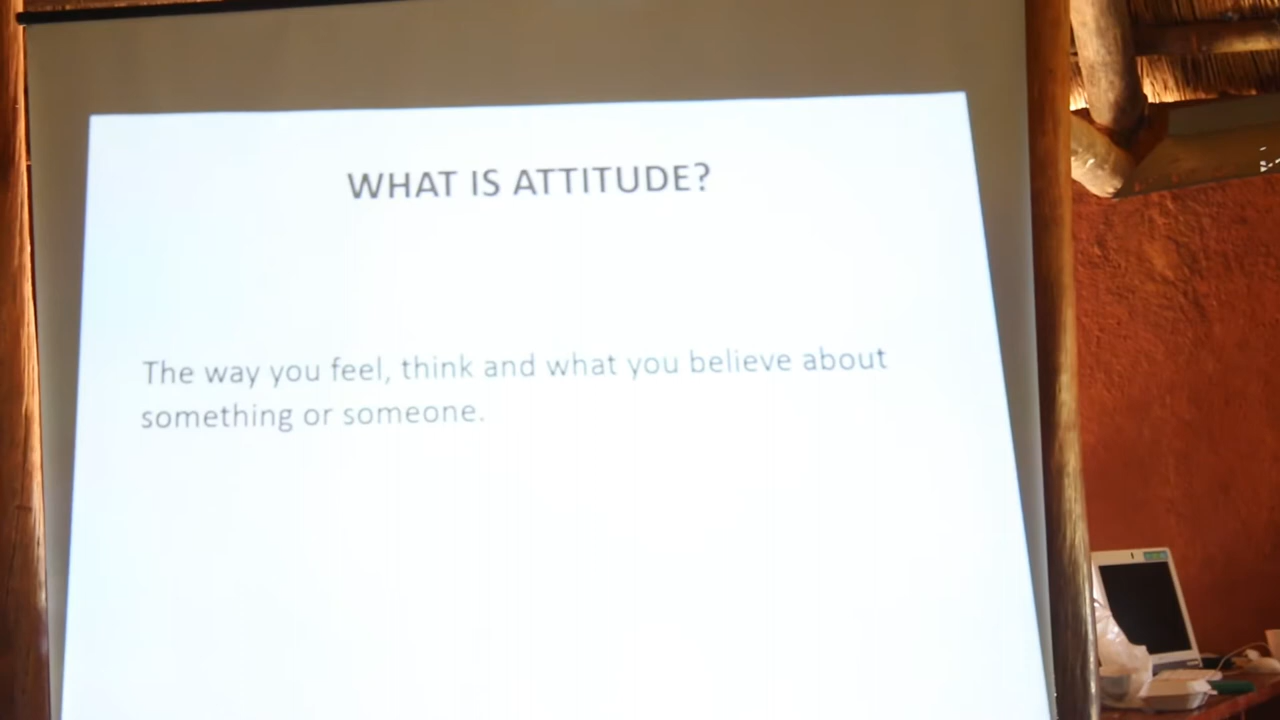 WHAT IS ATTITUDE?
The way you feel, think and what you believe about
something or someone.